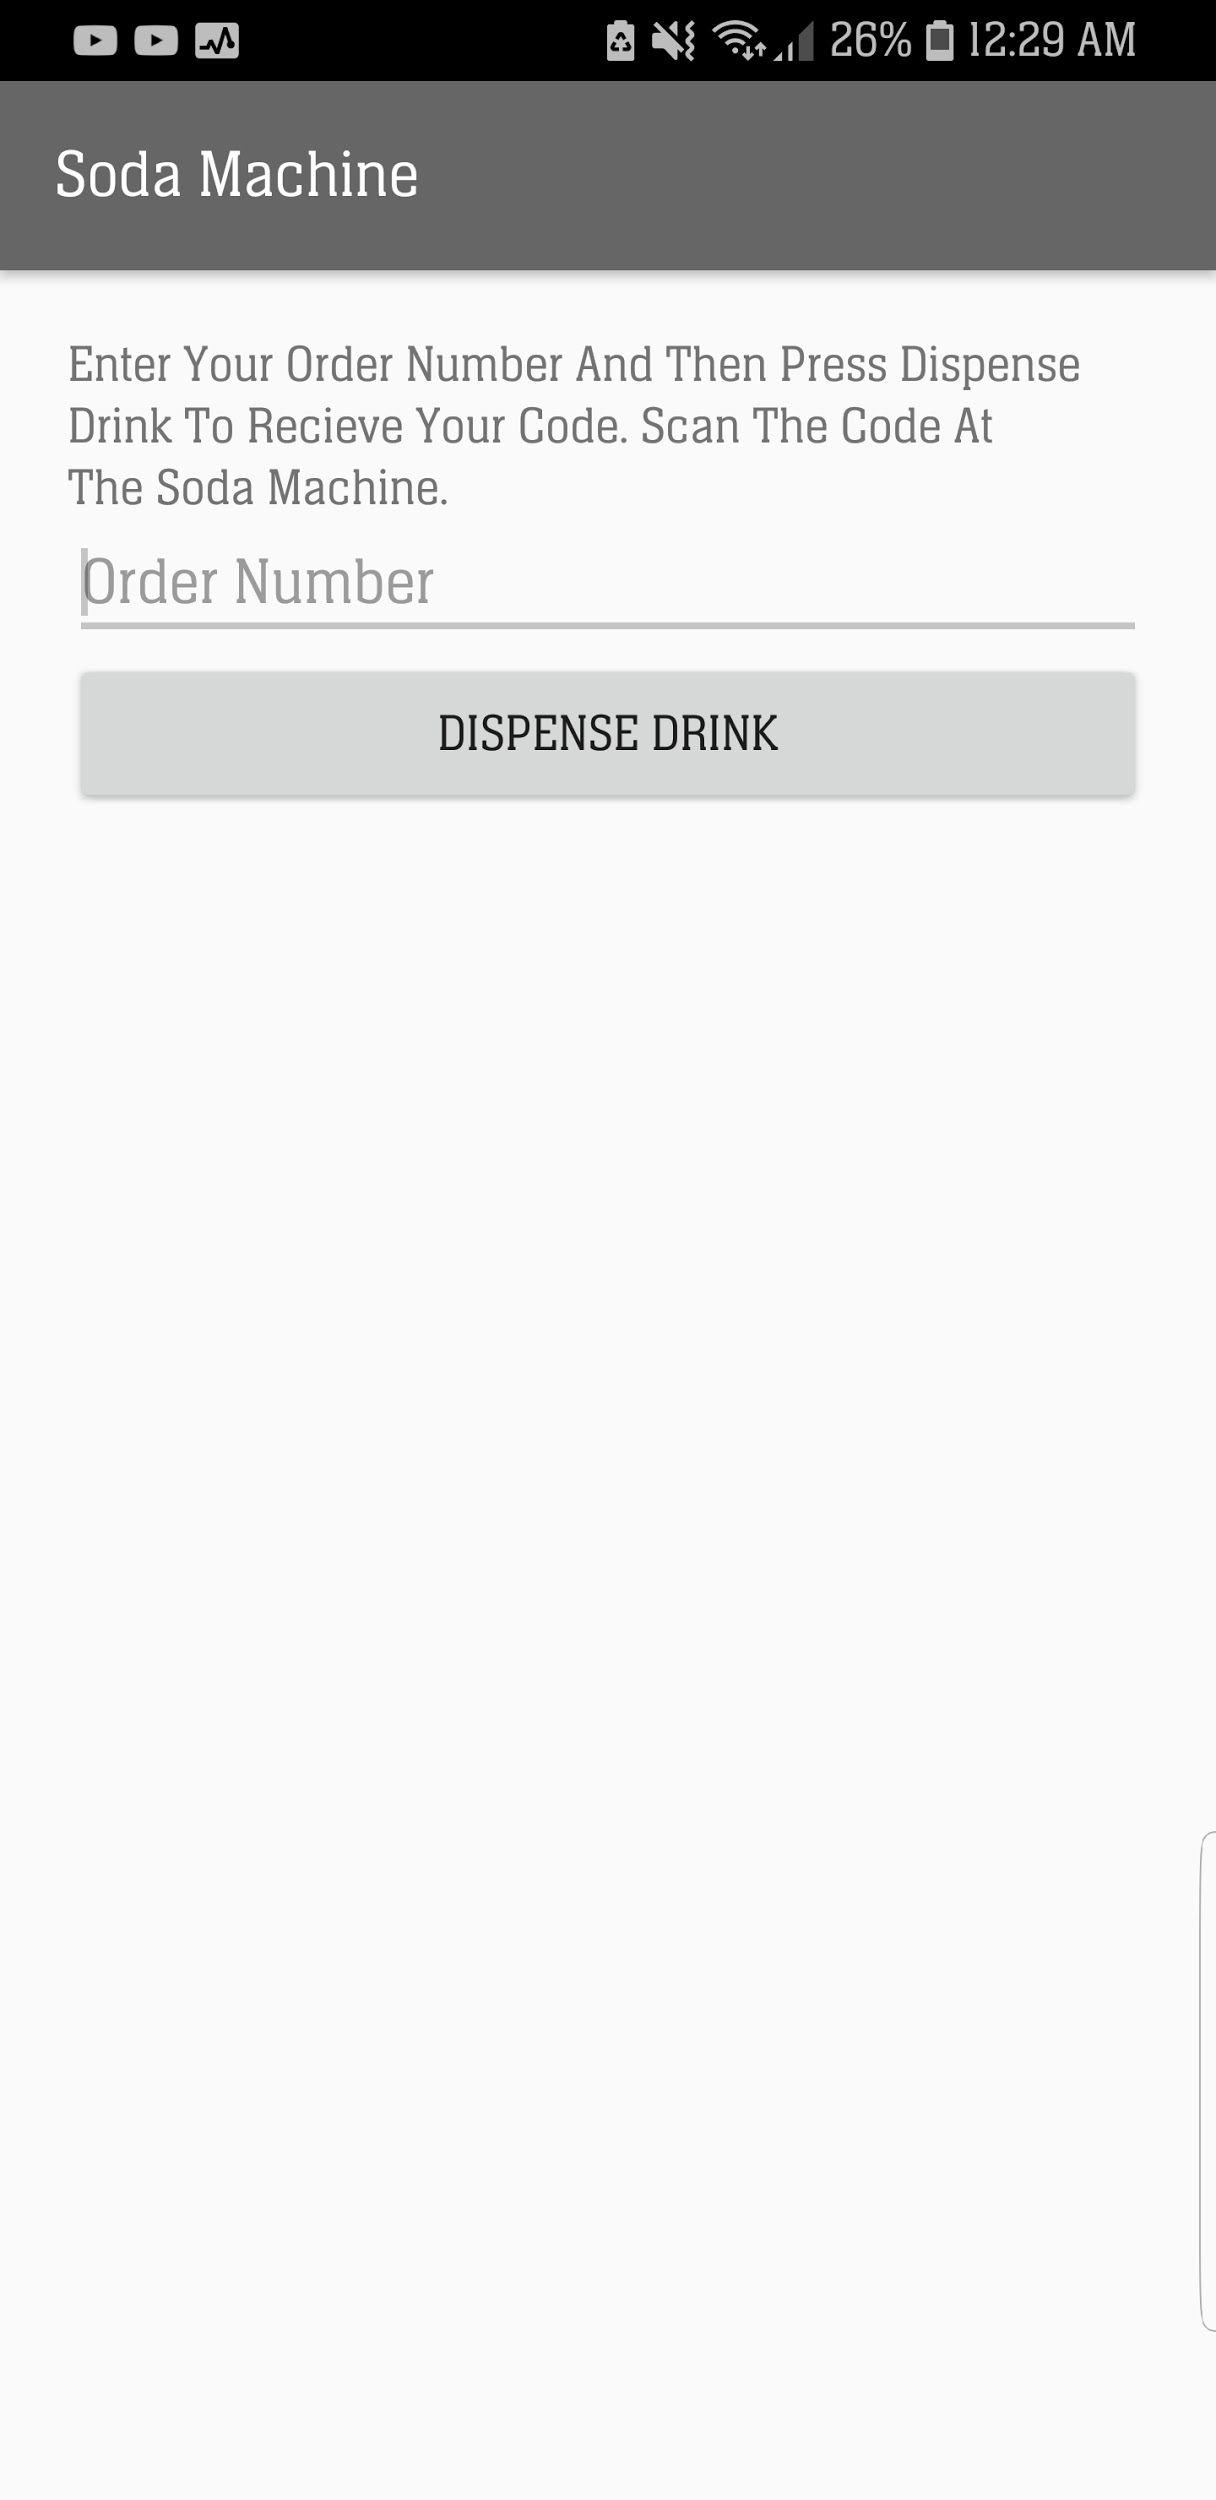 26% 12:29 AM
Soda Machine
Enter Your Order Number And Then Press Dispense
Drink To Recieve Your Code. Scan The Code At
The Soda Machine.
Order Number
DISPENSE DRINK